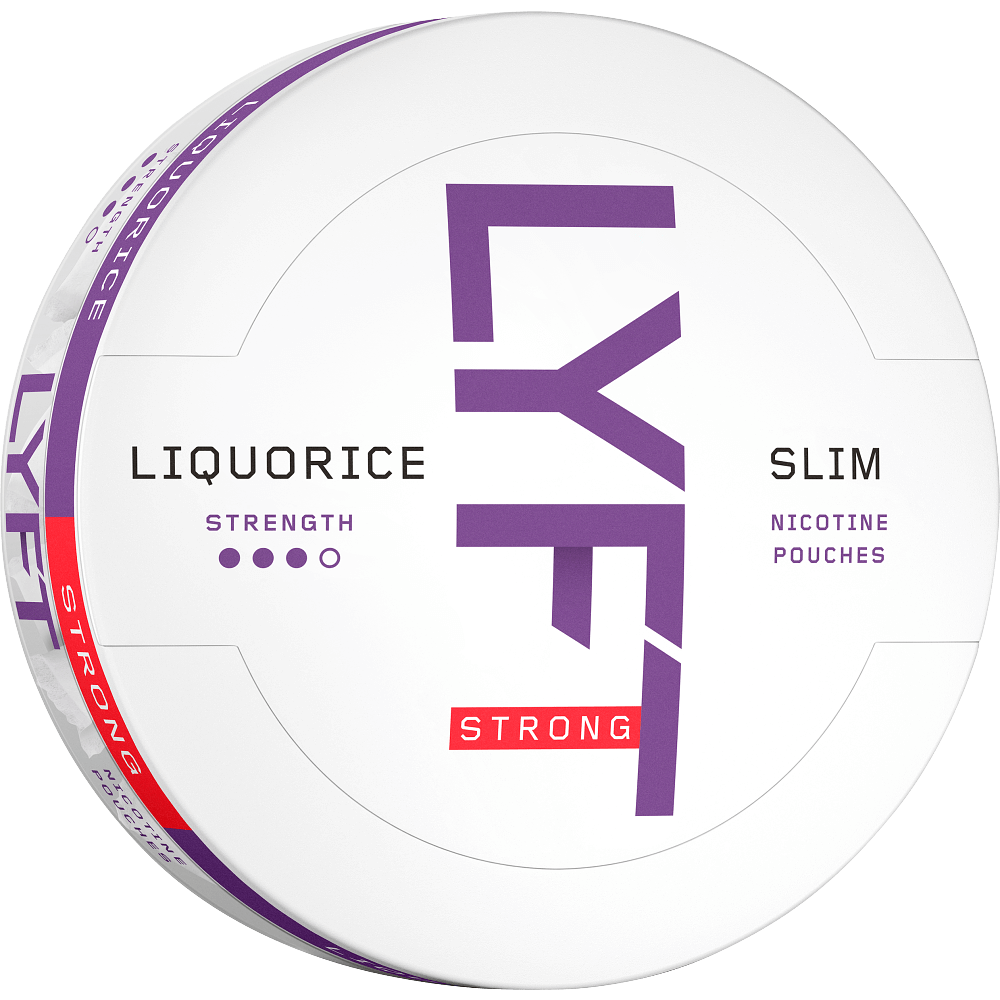 LIQUORICE
STRENGTH
LYFT
STRONG
SLIM
NICOTINE
POUCHES
LIQUORICE
STRENGTH
LYFT
STRONG
NICOTINE
POUCHES